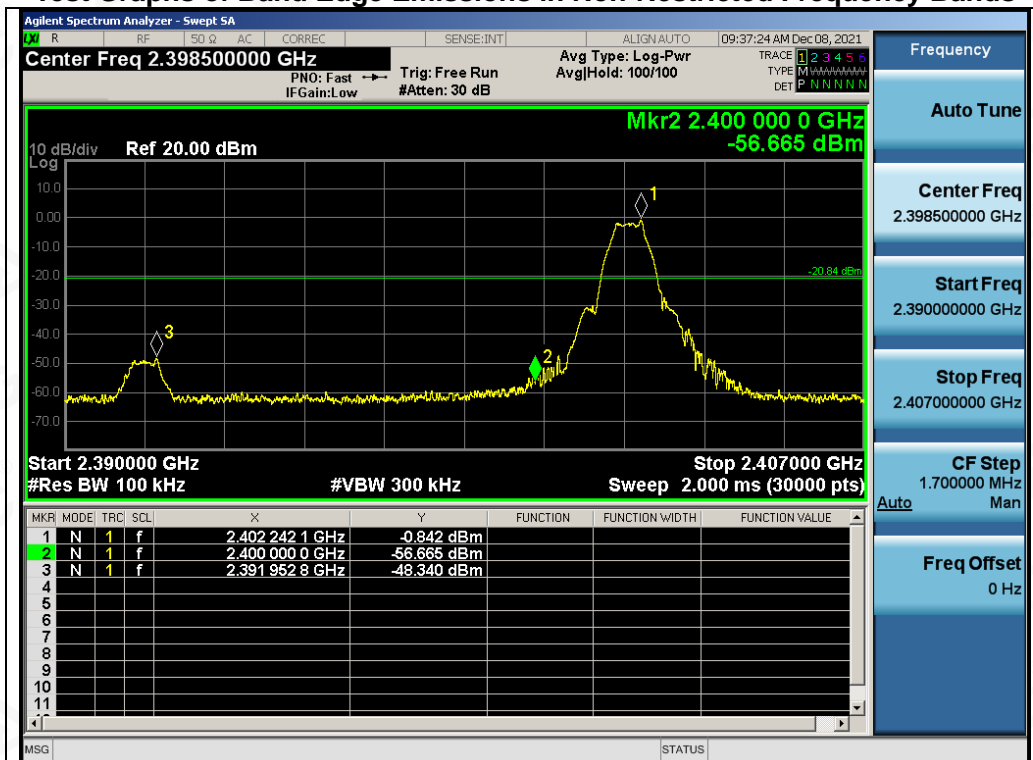 Test Graphs of Band Edge Emissions in Non-Restricted Frequency Bands
Agilent Spectrum Analyzer - Swept SA
LXI R RF 50 Ω AC CORREC SENSE:INT ALIGN AUTO 09:37:24 AM Dec 08, 2021
Center Freq 2.398500000 GHz
PNO: Fast
IFGain:Low
Trig: Free Run
#Atten: 30 dB
Avg Type: Log-Pwr
Avg|Hold: 100/100
TRACE 1 2 3 4 5 6
TYPE M WWWWW
DET P N N N N N
Mkr2 2.400 000 0 GHz
-56.665 dBm
10 dB/div Ref 20.00 dBm
Log
10.0
0.00
-10.0
-20.0
-30.0
-40.0
-50.0
-60.0
-70.0
1
-20.84 dBm
3
2
Start 2.390000 GHz Stop 2.407000 GHz
#Res BW 100 kHz #VBW 300 kHz Sweep 2.000 ms (30000 pts)
MKR MODE TRC SCL X Y FUNCTION FUNCTION WIDTH FUNCTION VALUE
1 N 1 f 2.402 242 1 GHz -0.842 dBm
2 N 1 f 2.400 000 0 GHz -56.665 dBm
3 N 1 f 2.391 952 8 GHz -48.340 dBm
4
5
6
7
8
9
10
11
MSG STATUS
Frequency
Auto Tune
Center Freq
2.398500000 GHz
Start Freq
2.390000000 GHz
Stop Freq
2.407000000 GHz
CF Step
1.700000 MHz
Auto Man
Freq Offset
0 Hz